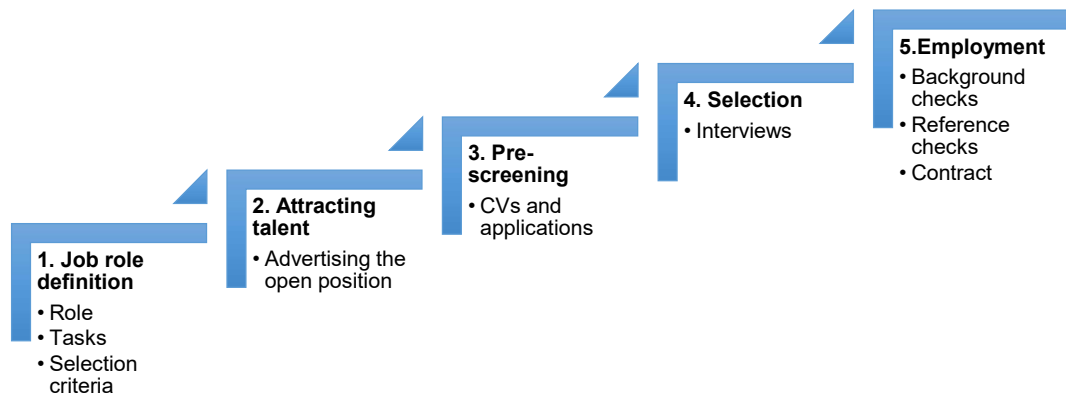 1. Job role
definition
• Role
• Tasks
• Selection
criteria
2. Attracting
talent
• Advertising the
open position
3. Pre-
screening
• CVs and
applications
4. Selection
• Interviews
5.Employment
• Background
checks
• Reference
checks
• Contract